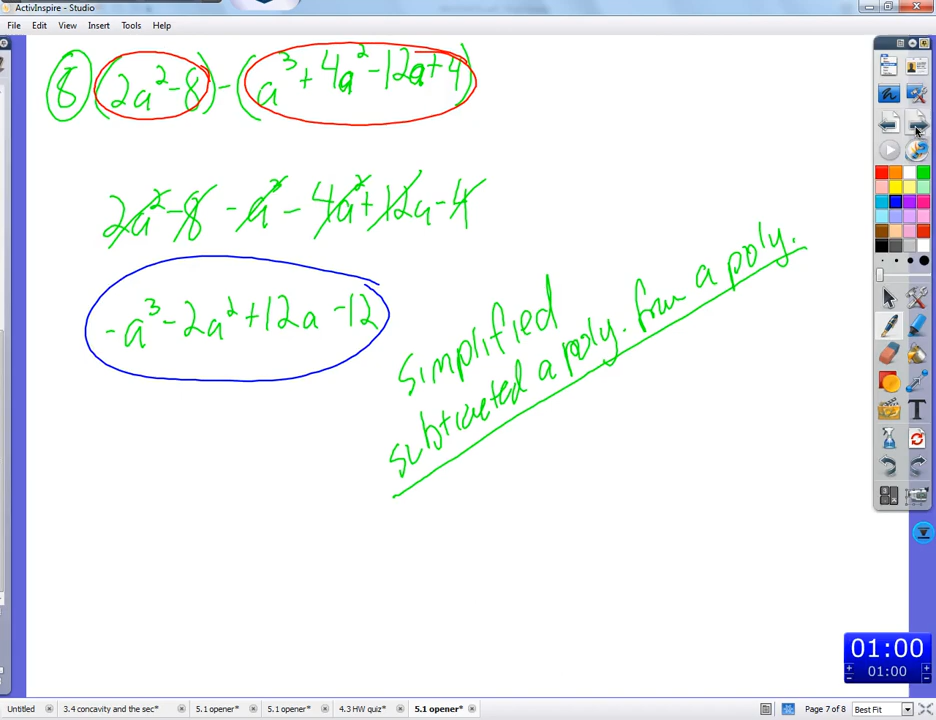 ActivInspire - Studio
File Edit View Insert Tools Help
8 (2a² - 8) - (a³ + 4a² - 12a + 4)
2a² - 8 - a³ - 4a² + 12a - 4
-a³ - 2a² + 12a - 12
simplified
subtracted a poly. from a poly.
01:00
01:00
Untitled 3.4 concavity and the sec* 5.1 opener* 5.1 opener* 4.3 HW quiz* 5.1 opener* Page 7 of 8 Best Fit